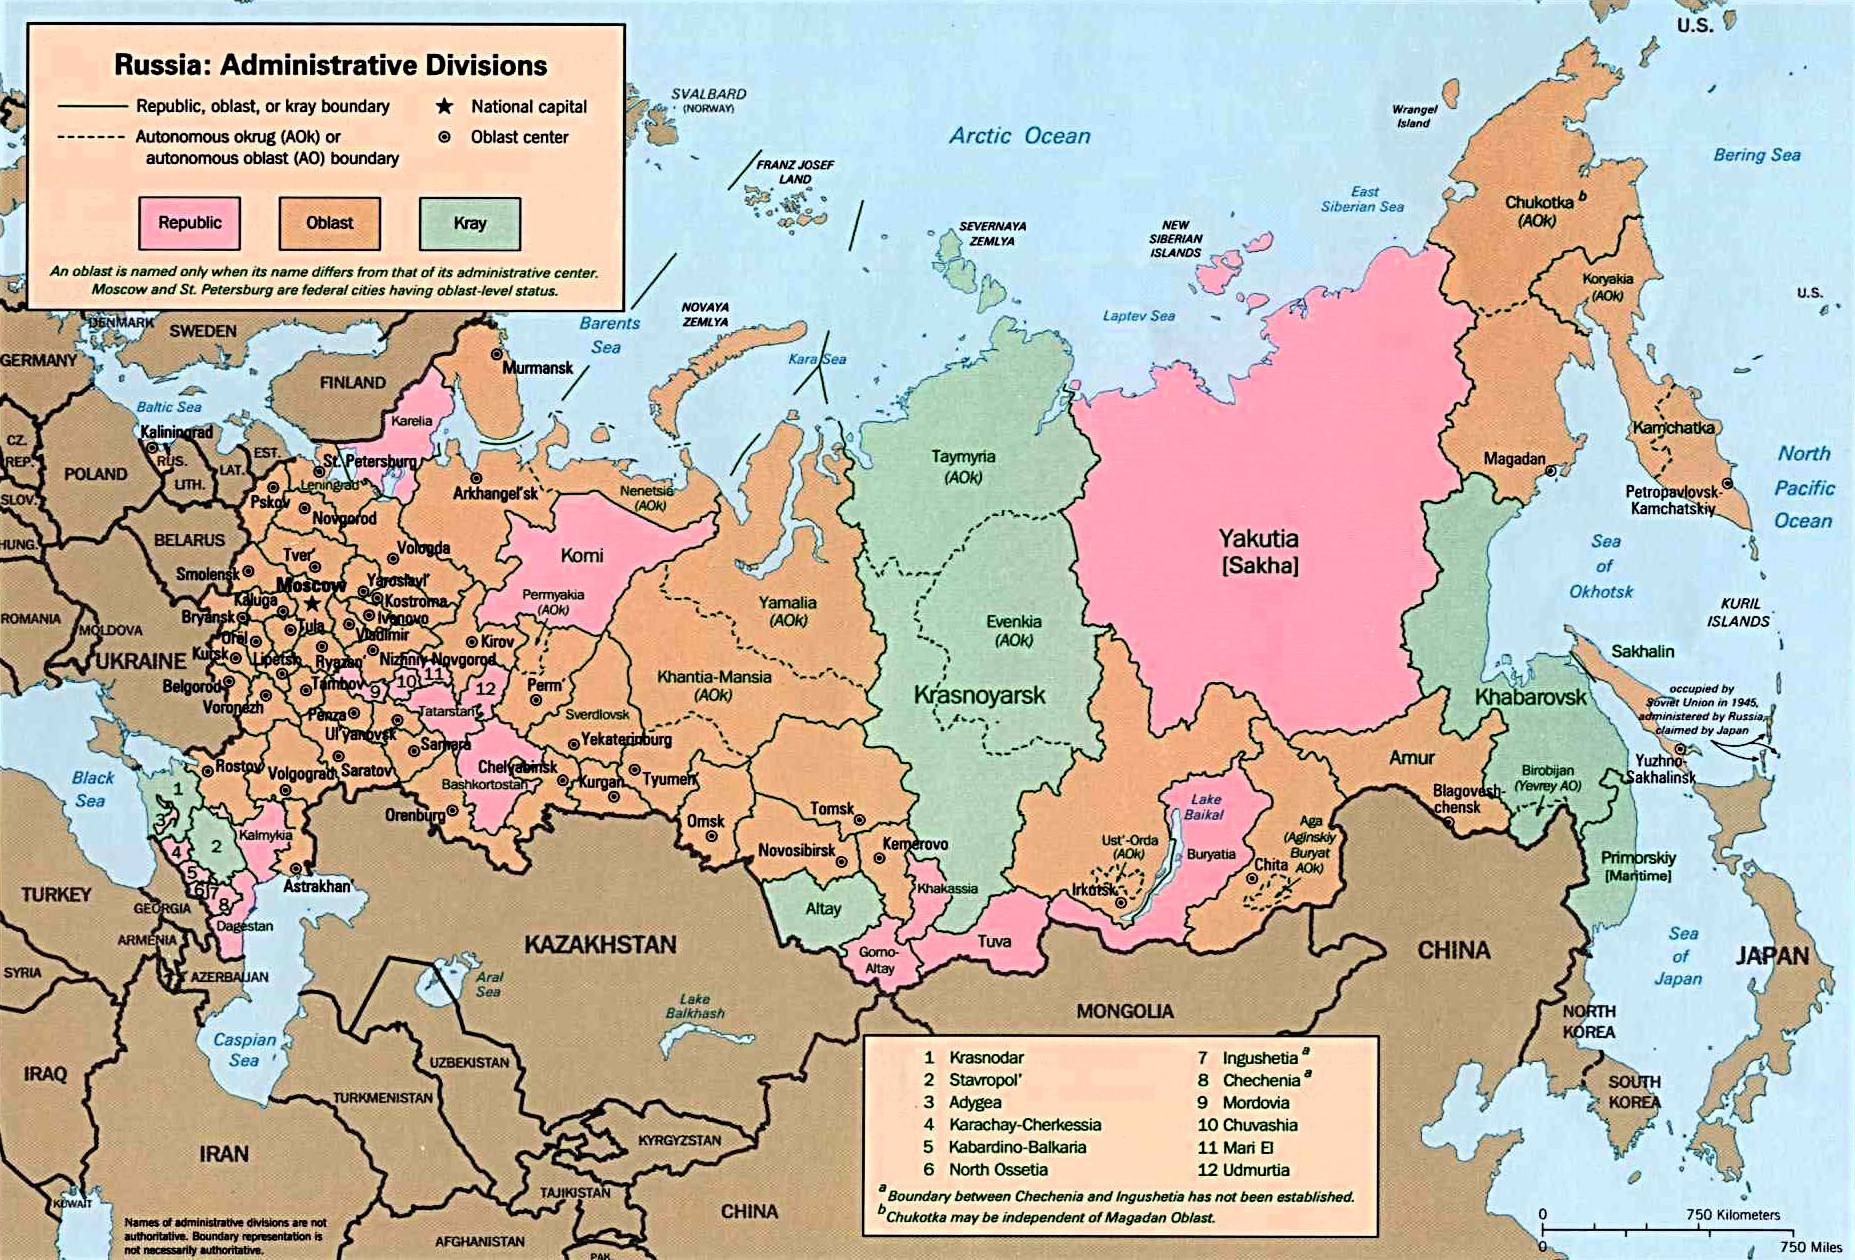 Russia: Administrative Divisions
Republic, oblast, or kray boundary
National capital
Autonomous okrug (AOk) or
autonomous oblast (AO) boundary
Oblast center
Republic
Oblast
Kray
An oblast is named only when its name differs from that of its administrative center.
Moscow and St. Petersburg are federal cities having oblast-level status.
SVALBARD
(NORWAY)
Arctic Ocean
FRANZ JOSEF
LAND
SEVERNAYA
ZEMLYA
NEW
SIBERIAN
ISLANDS
East
Siberian Sea
Wrangel
Island
U.S.
Bering Sea
Chukotka b
(AOk)
Koryakia
(AOk)
U.S.
Laptev Sea
NOVAYA
ZEMLYA
Barents
Sea
Kara Sea
DENMARK
SWEDEN
GERMANY
FINLAND
Murmansk
Baltic Sea
Karelia
Kaliningrad
CZ.
REP.
POLAND
RUS.
LITH.
LAT.
EST.
St. Petersburg
Leningrad
Arkhangel'sk
Nenetsia
(AOk)
Taymyria
(AOk)
Yakutia
[Sakha]
Magadan
Kamchatka
Petropavlovsk-
Kamchatskiy
North
Pacific
Ocean
Sea
of
Okhotsk
KURIL
ISLANDS
SLOV.
HUNG.
BELARUS
Pskov
Novgorod
Vologda
Komi
Tver'
Smolensk
Moscow
Yaroslavl'
Kostroma
Kaluga
Bryansk
Ivanovo
Tula
Vladimir
Orel
Kirov
Kursk
Lipetsk
Ryazan'
Nizhniy Novgorod
Permyakia
(AOk)
Yamalia
(AOk)
Evenkia
(AOk)
Khantia-Mansia
(AOk)
Krasnoyarsk
ROMANIA
MOLDOVA
UKRAINE
Belgorod
Voronezh
Tambov
9
10
11
12
Perm'
Penza
Tatarstan
Sverdlovsk
Ul'yanovsk
Yekaterinburg
Samara
Rostov
Volgograd
Saratov
Chelyabinsk
Bashkortostan
Kurgan
Tyumen'
Orenburg
Omsk
Tomsk
Novosibirsk
Kemerovo
Khakassia
Altay
Gorno-
Altay
Tuva
Ust'-Orda
(AOk)
Irkutsk
Lake
Baikal
Buryatia
Chita
Aga
(Aginskiy
Buryat
AOk)
Amur
Blagovesh-
chensk
Khabarovsk
Birobijan
(Yevrey AO)
Primorskiy
[Maritime]
Sakhalin
occupied by
Soviet Union in 1945,
administered by Russia,
claimed by Japan
Yuzhno-
Sakhalinsk
Black
Sea
1
3
2
4
5
6
7
8
Kalmykia
Astrakhan'
Dagestan
TURKEY
GEORGIA
ARMENIA
AZERBAIJAN
SYRIA
IRAQ
KUWAIT
IRAN
Caspian
Sea
KAZAKHSTAN
Aral
Sea
Lake
Balkhash
UZBEKISTAN
TURKMENISTAN
KYRGYZSTAN
TAJIKISTAN
AFGHANISTAN
PAK.
CHINA
MONGOLIA
CHINA
NORTH
KOREA
SOUTH
KOREA
Sea
of
Japan
JAPAN
1 Krasnodar
2 Stavropol'
3 Adygea
4 Karachay-Cherkessia
5 Kabardino-Balkaria
6 North Ossetia
7 Ingushetia a
8 Chechenia a
9 Mordovia
10 Chuvashia
11 Mari El
12 Udmurtia
a Boundary between Chechenia and Ingushetia has not been established.
b Chukotka may be independent of Magadan Oblast.
Names of administrative divisions are not
authoritative. Boundary representation is
not necessarily authoritative.
0 750 Kilometers
0 750 Miles